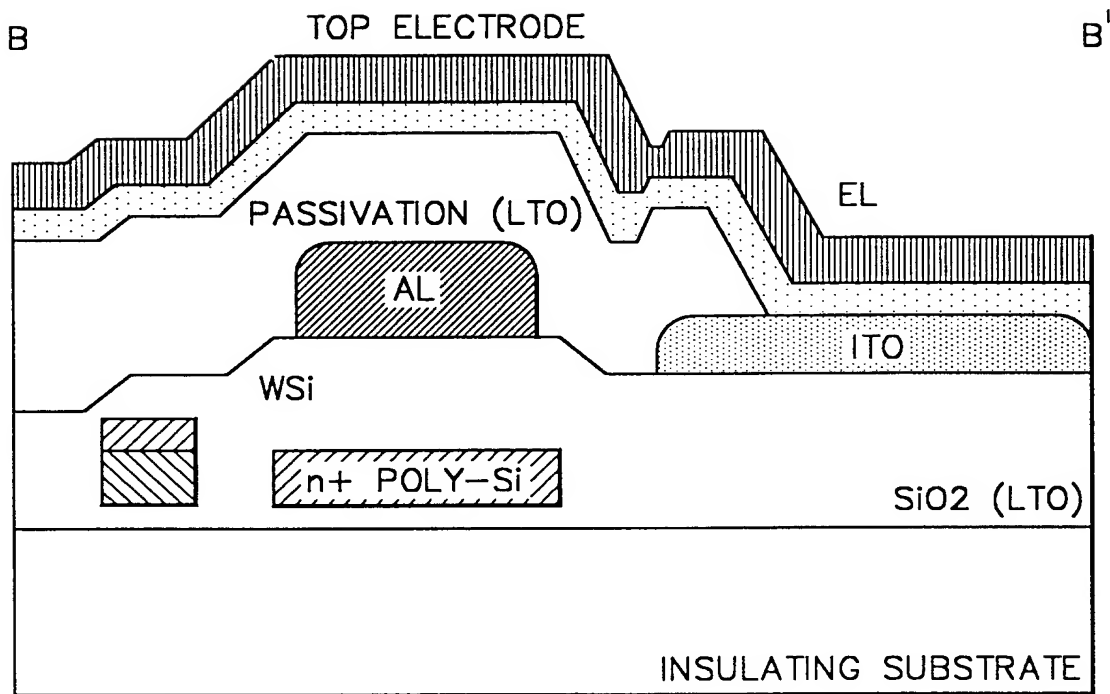 B
TOP ELECTRODE
B'
PASSIVATION (LTO)
EL
AL
ITO
WSi
n+ POLY-Si
SiO2 (LTO)
INSULATING SUBSTRATE